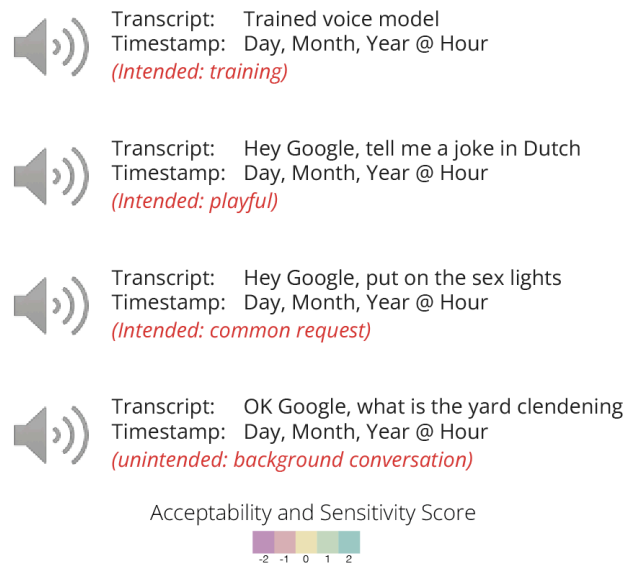 Transcript: Trained voice model
Timestamp: Day, Month, Year @ Hour
(Intended: training)
Transcript: Hey Google, tell me a joke in Dutch
Timestamp: Day, Month, Year @ Hour
(Intended: playful)
Transcript: Hey Google, put on the sex lights
Timestamp: Day, Month, Year @ Hour
(Intended: common request)
Transcript: OK Google, what is the yard clendening
Timestamp: Day, Month, Year @ Hour
(unintended: background conversation)
Acceptability and Sensitivity Score
-2 -1 0 1 2